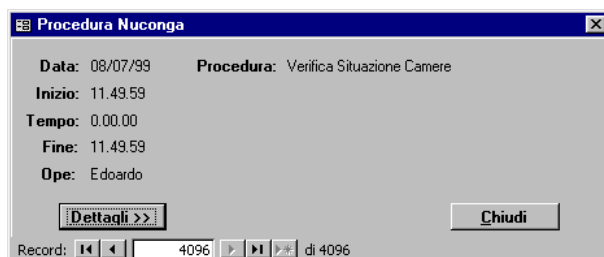 Procedura Nuconga
Data: 08/07/99 Procedura: Verifica Situazione Camere
Inizio: 11.49.59
Tempo: 0.00.00
Fine: 11.49.59
Ope: Edoardo
Dettagli >> Chiudi
Record: 4096 di 4096